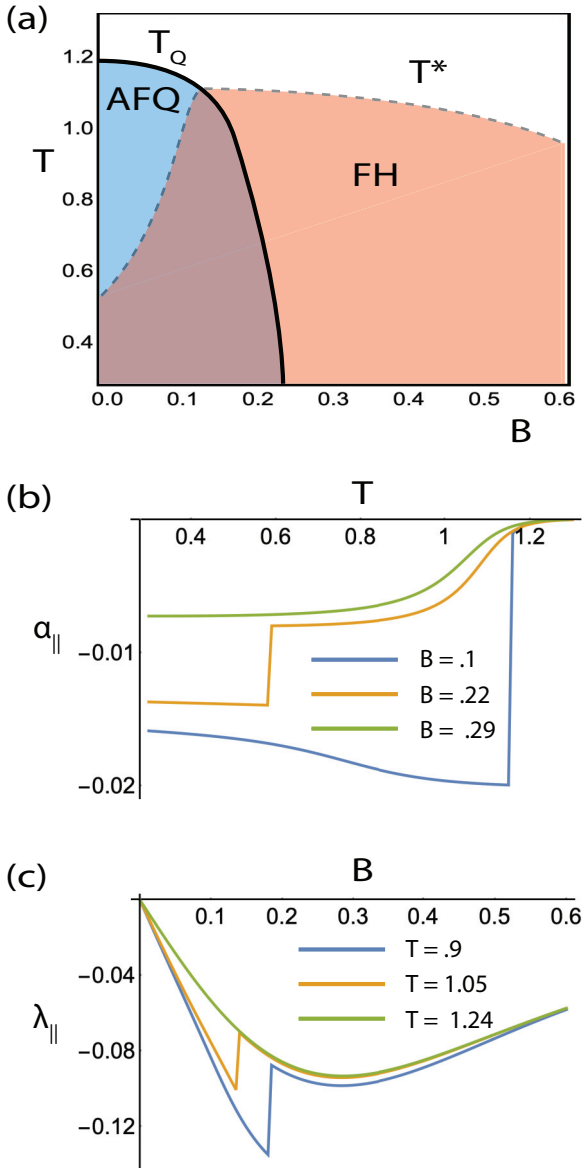 (a)
1.2
T_Q
AFQ
T*
1.0
T
FH
0.8
0.6
0.4
0.0 0.1 0.2 0.3 0.4 0.5 0.6
B
(b)
T
0.4 0.6 0.8 1 1.2
α||
−0.01
B = .1
B = .22
B = .29
−0.02
(c)
B
0.1 0.2 0.3 0.4 0.5 0.6
−0.04
T = .9
T = 1.05
λ||
T = 1.24
−0.08
−0.12